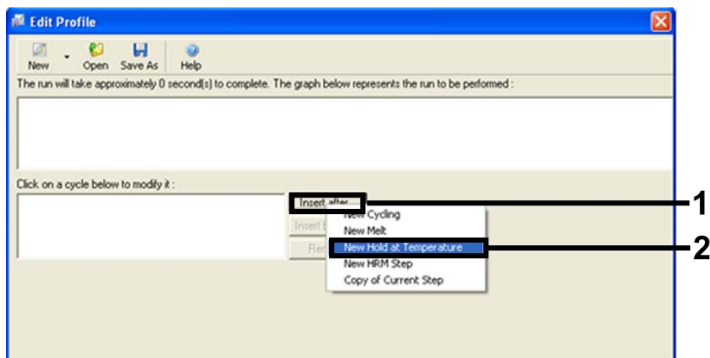 Edit Profile
New Open Save As Help
The run will take approximately 0 second(s) to complete. The graph below represents the run to be performed :
Click on a cycle below to modify it :
Insert after... 1
New Cycling
Insert
New Melt
New Hold at Temperature 2
New HRM Step
Copy of Current Step